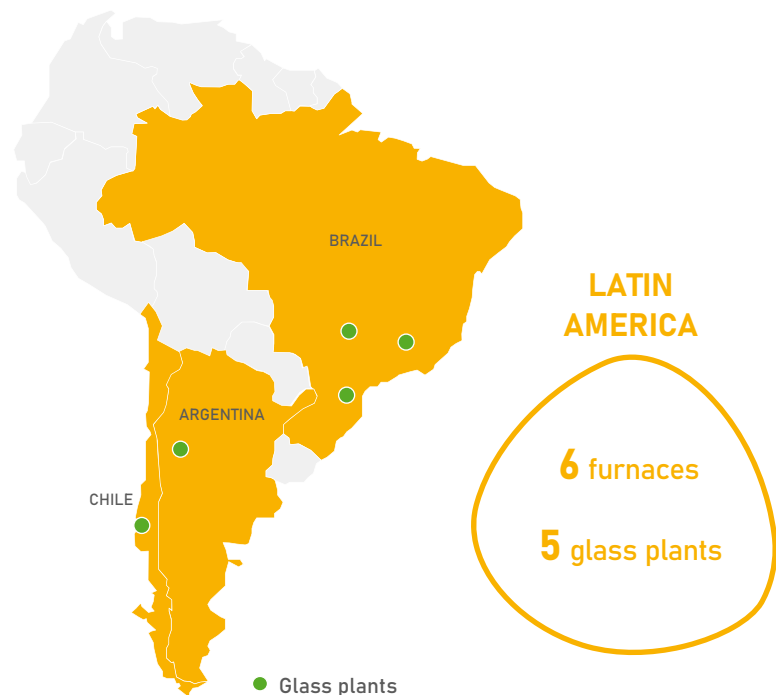 BRAZIL
LATIN
AMERICA
ARGENTINA
6 furnaces
CHILE
5 glass plants
Glass plants